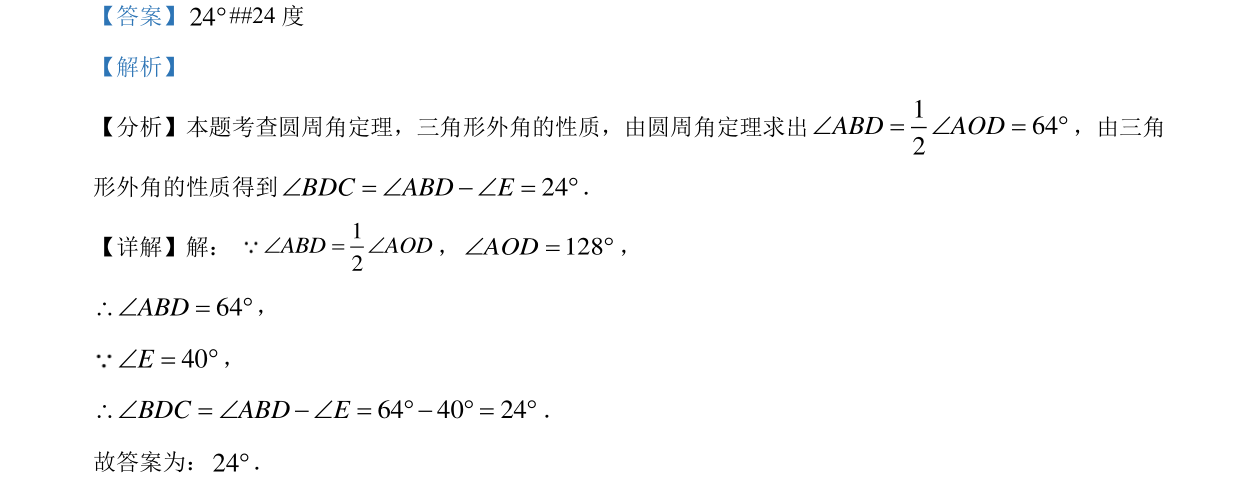 【答案】24°##24 度
【解析】
【分析】本题考查圆周角定理，三角形外角的性质，由圆周角定理求出∠ABD = 1/2 ∠AOD = 64°，由三角
形外角的性质得到∠BDC = ∠ABD − ∠E = 24°．
【详解】解： ∵∠ABD = 1/2 ∠AOD，∠AOD = 128°，
∴∠ABD = 64°，
∵∠E = 40°，
∴∠BDC = ∠ABD − ∠E = 64° − 40° = 24°．
故答案为：24°．